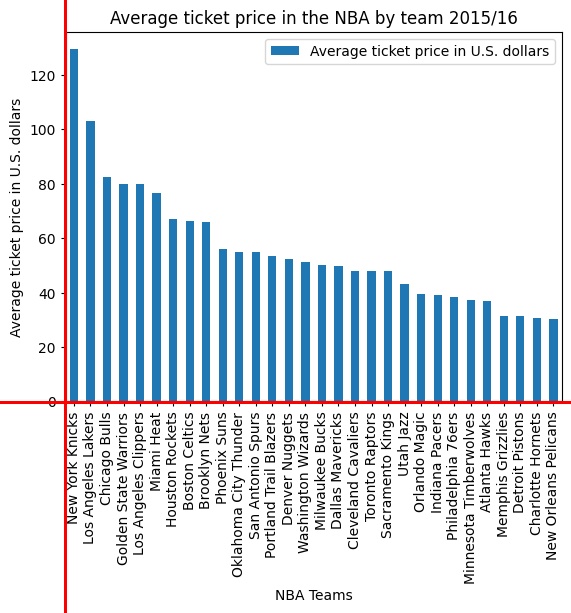 Average ticket price in the NBA by team 2015/16
Average ticket price in U.S. dollars
Average ticket price in U.S. dollars
120
100
80
60
40
20
0
New York Knicks
Los Angeles Lakers
Chicago Bulls
Golden State Warriors
Los Angeles Clippers
Miami Heat
Houston Rockets
Boston Celtics
Brooklyn Nets
Phoenix Suns
Oklahoma City Thunder
San Antonio Spurs
Portland Trail Blazers
Denver Nuggets
Washington Wizards
Milwaukee Bucks
Dallas Mavericks
Cleveland Cavaliers
Toronto Raptors
Sacramento Kings
Utah Jazz
Orlando Magic
Indiana Pacers
Philadelphia 76ers
Minnesota Timberwolves
Atlanta Hawks
Memphis Grizzlies
Detroit Pistons
Charlotte Hornets
New Orleans Pelicans
NBA Teams